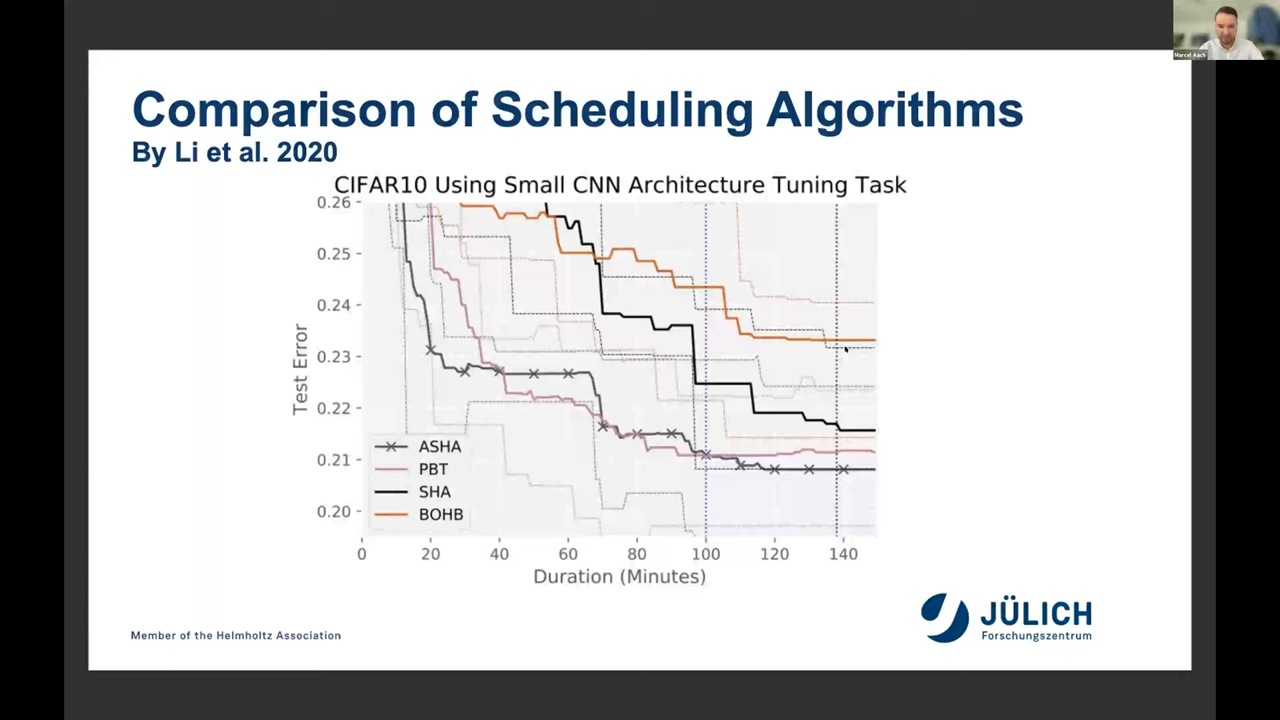 Marcel Aach
Comparison of Scheduling Algorithms
By Li et al. 2020
CIFAR10 Using Small CNN Architecture Tuning Task
0.26
0.25
0.24
0.23
0.22
0.21
0.20
Test Error
ASHA
PBT
SHA
BOHB
0 20 40 60 80 100 120 140
Duration (Minutes)
JÜLICH
Forschungszentrum
Member of the Helmholtz Association